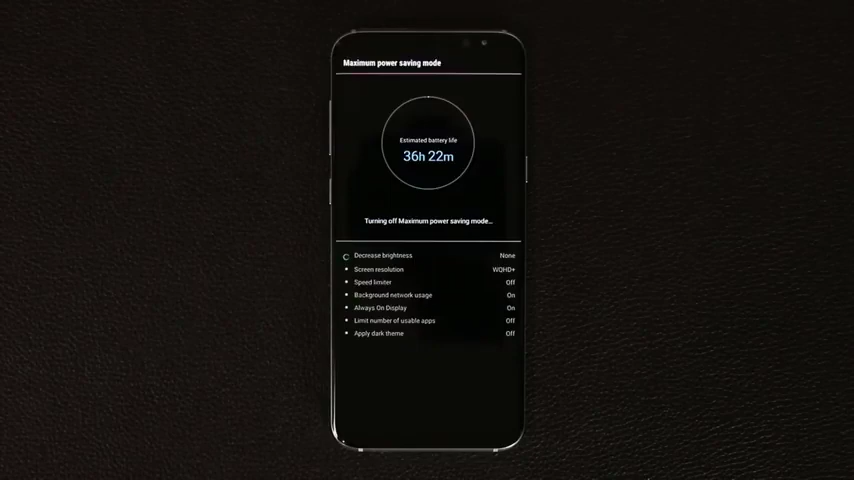 Maximum power saving mode
Estimated battery life
36h 22m
Turning off Maximum power saving mode...
Decrease brightness None
Screen resolution WQHD+
Speed limiter Off
Background network usage On
Always On Display On
Limit number of usable apps Off
Apply dark theme Off